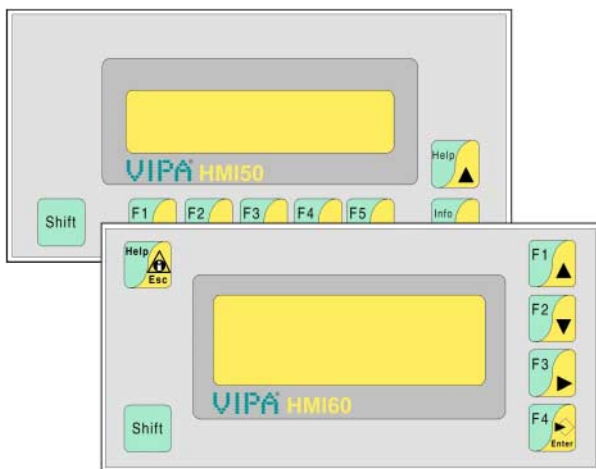 VIPA HMI50
Help
Shift
F1 F2 F3 F4 F5
Info
Help
Esc
F1
F2
F3
VIPA HMI60
Shift
F4
Enter